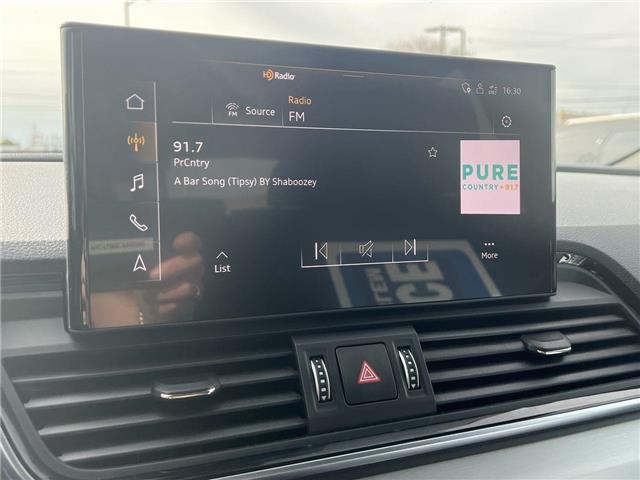 HD Radio
16:30
Radio
FM
Source
FM
91.7
PrCntry
A Bar Song (Tipsy) BY Shaboozey
PURE
COUNTRY 91.7
List
More